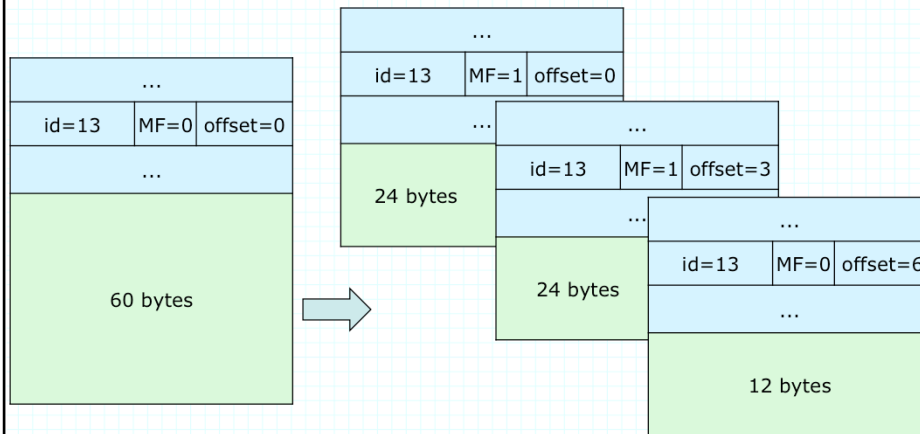 ...
id=13 MF=0 offset=0
...
60 bytes
...
id=13 MF=1 offset=0
...
24 bytes
...
id=13 MF=1 offset=3
...
24 bytes
...
id=13 MF=0 offset=6
...
12 bytes